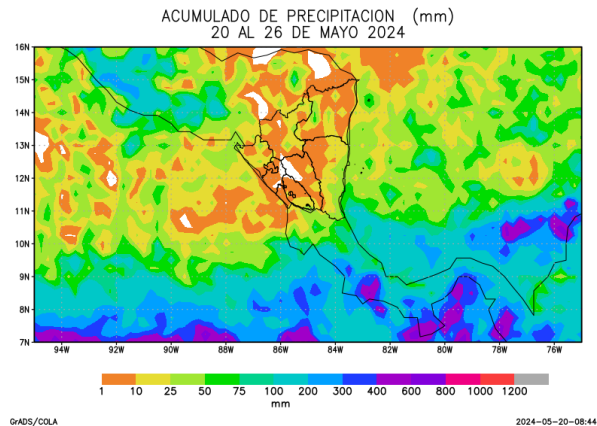 ACUMULADO DE PRECIPITACION (mm)
20 AL 26 DE MAYO 2024
16N
15N
14N
13N
12N
11N
10N
9N
8N
7N
94W 92W 90W 88W 86W 84W 82W 80W 78W 76W
1 10 25 50 75 100 200 300 400 600 800 1000 1200
mm
GrADS/COLA 2024-05-20-08:44